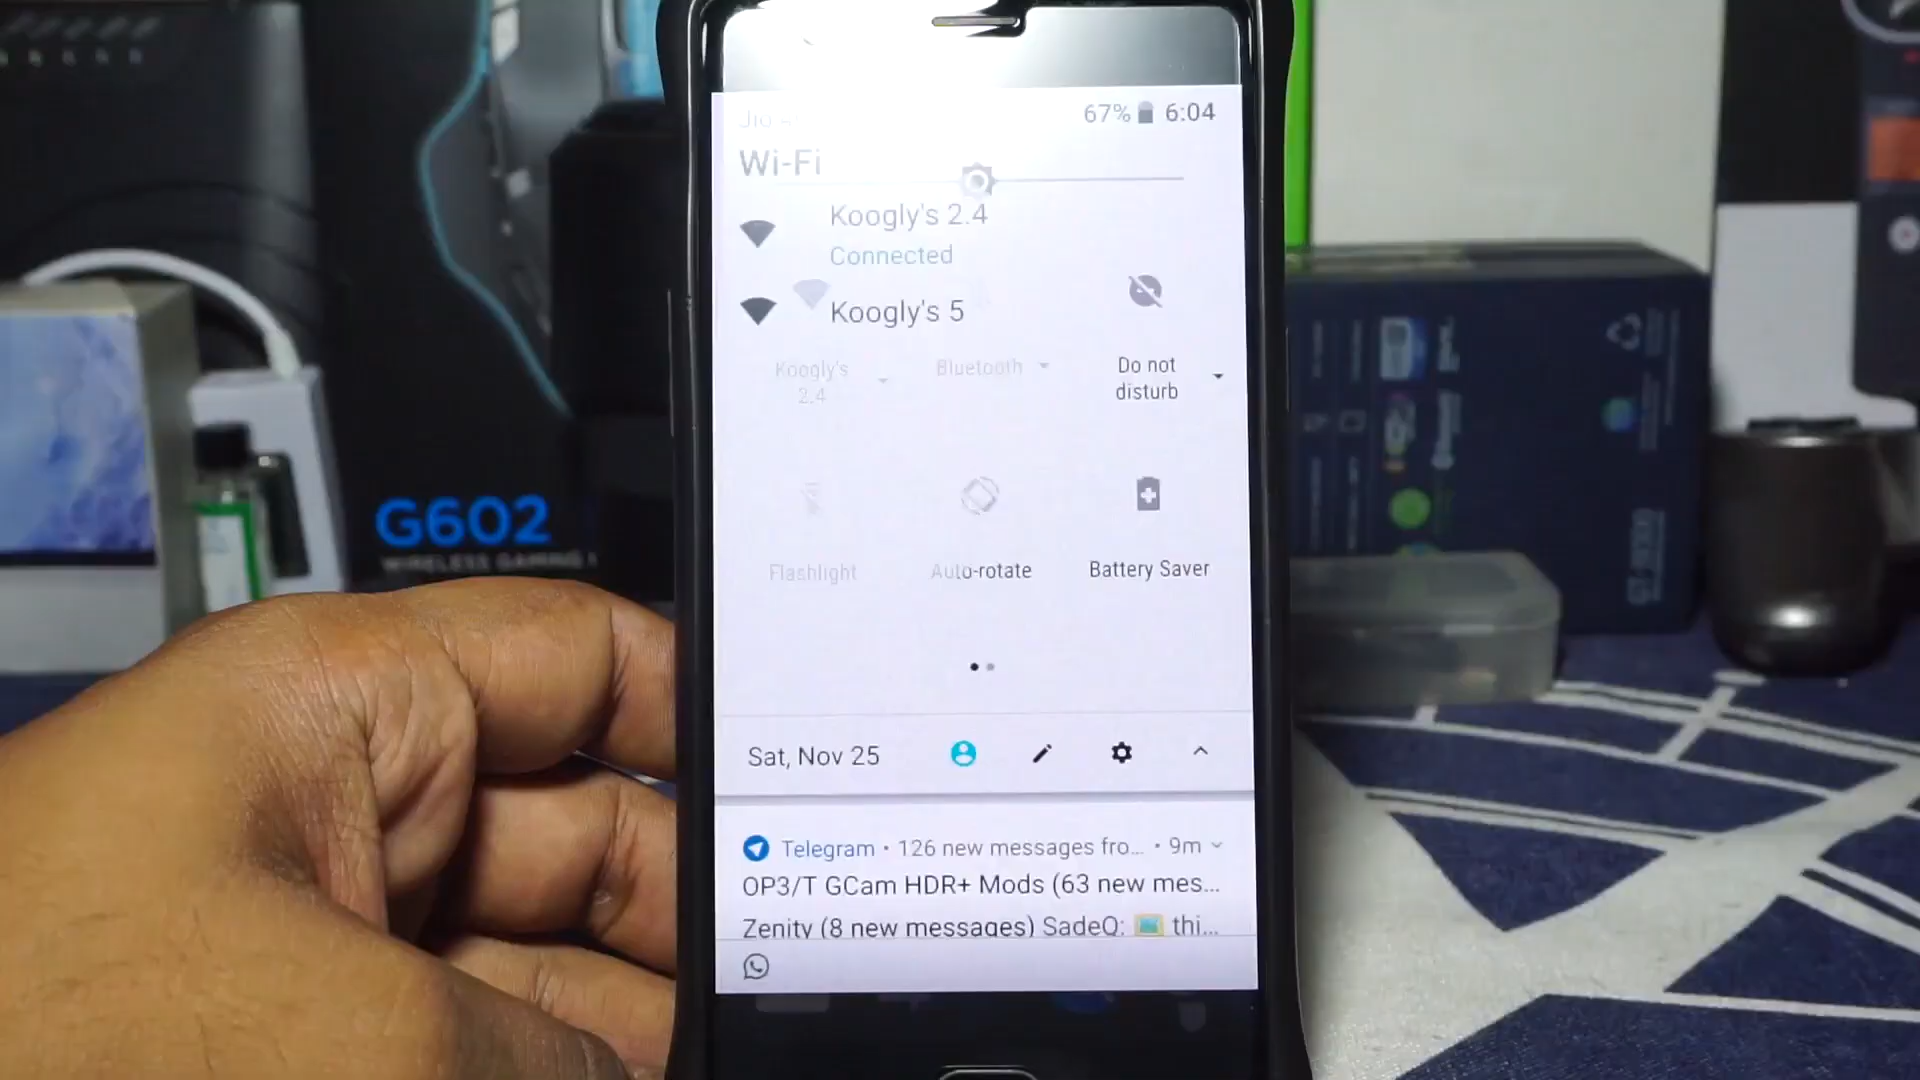 67% 6:04
Wi-Fi
Koogly's 2.4
Connected
Koogly's 5
Koogly's
2.4
Bluetooth
Do not
disturb
Flashlight
Auto-rotate
Battery Saver
Sat, Nov 25
Telegram • 126 new messages fro... • 9m
OP3/T GCam HDR+ Mods (63 new mes...
Zenity (8 new messages) SadeQ: thi...
G602
WIRELESS GAMING